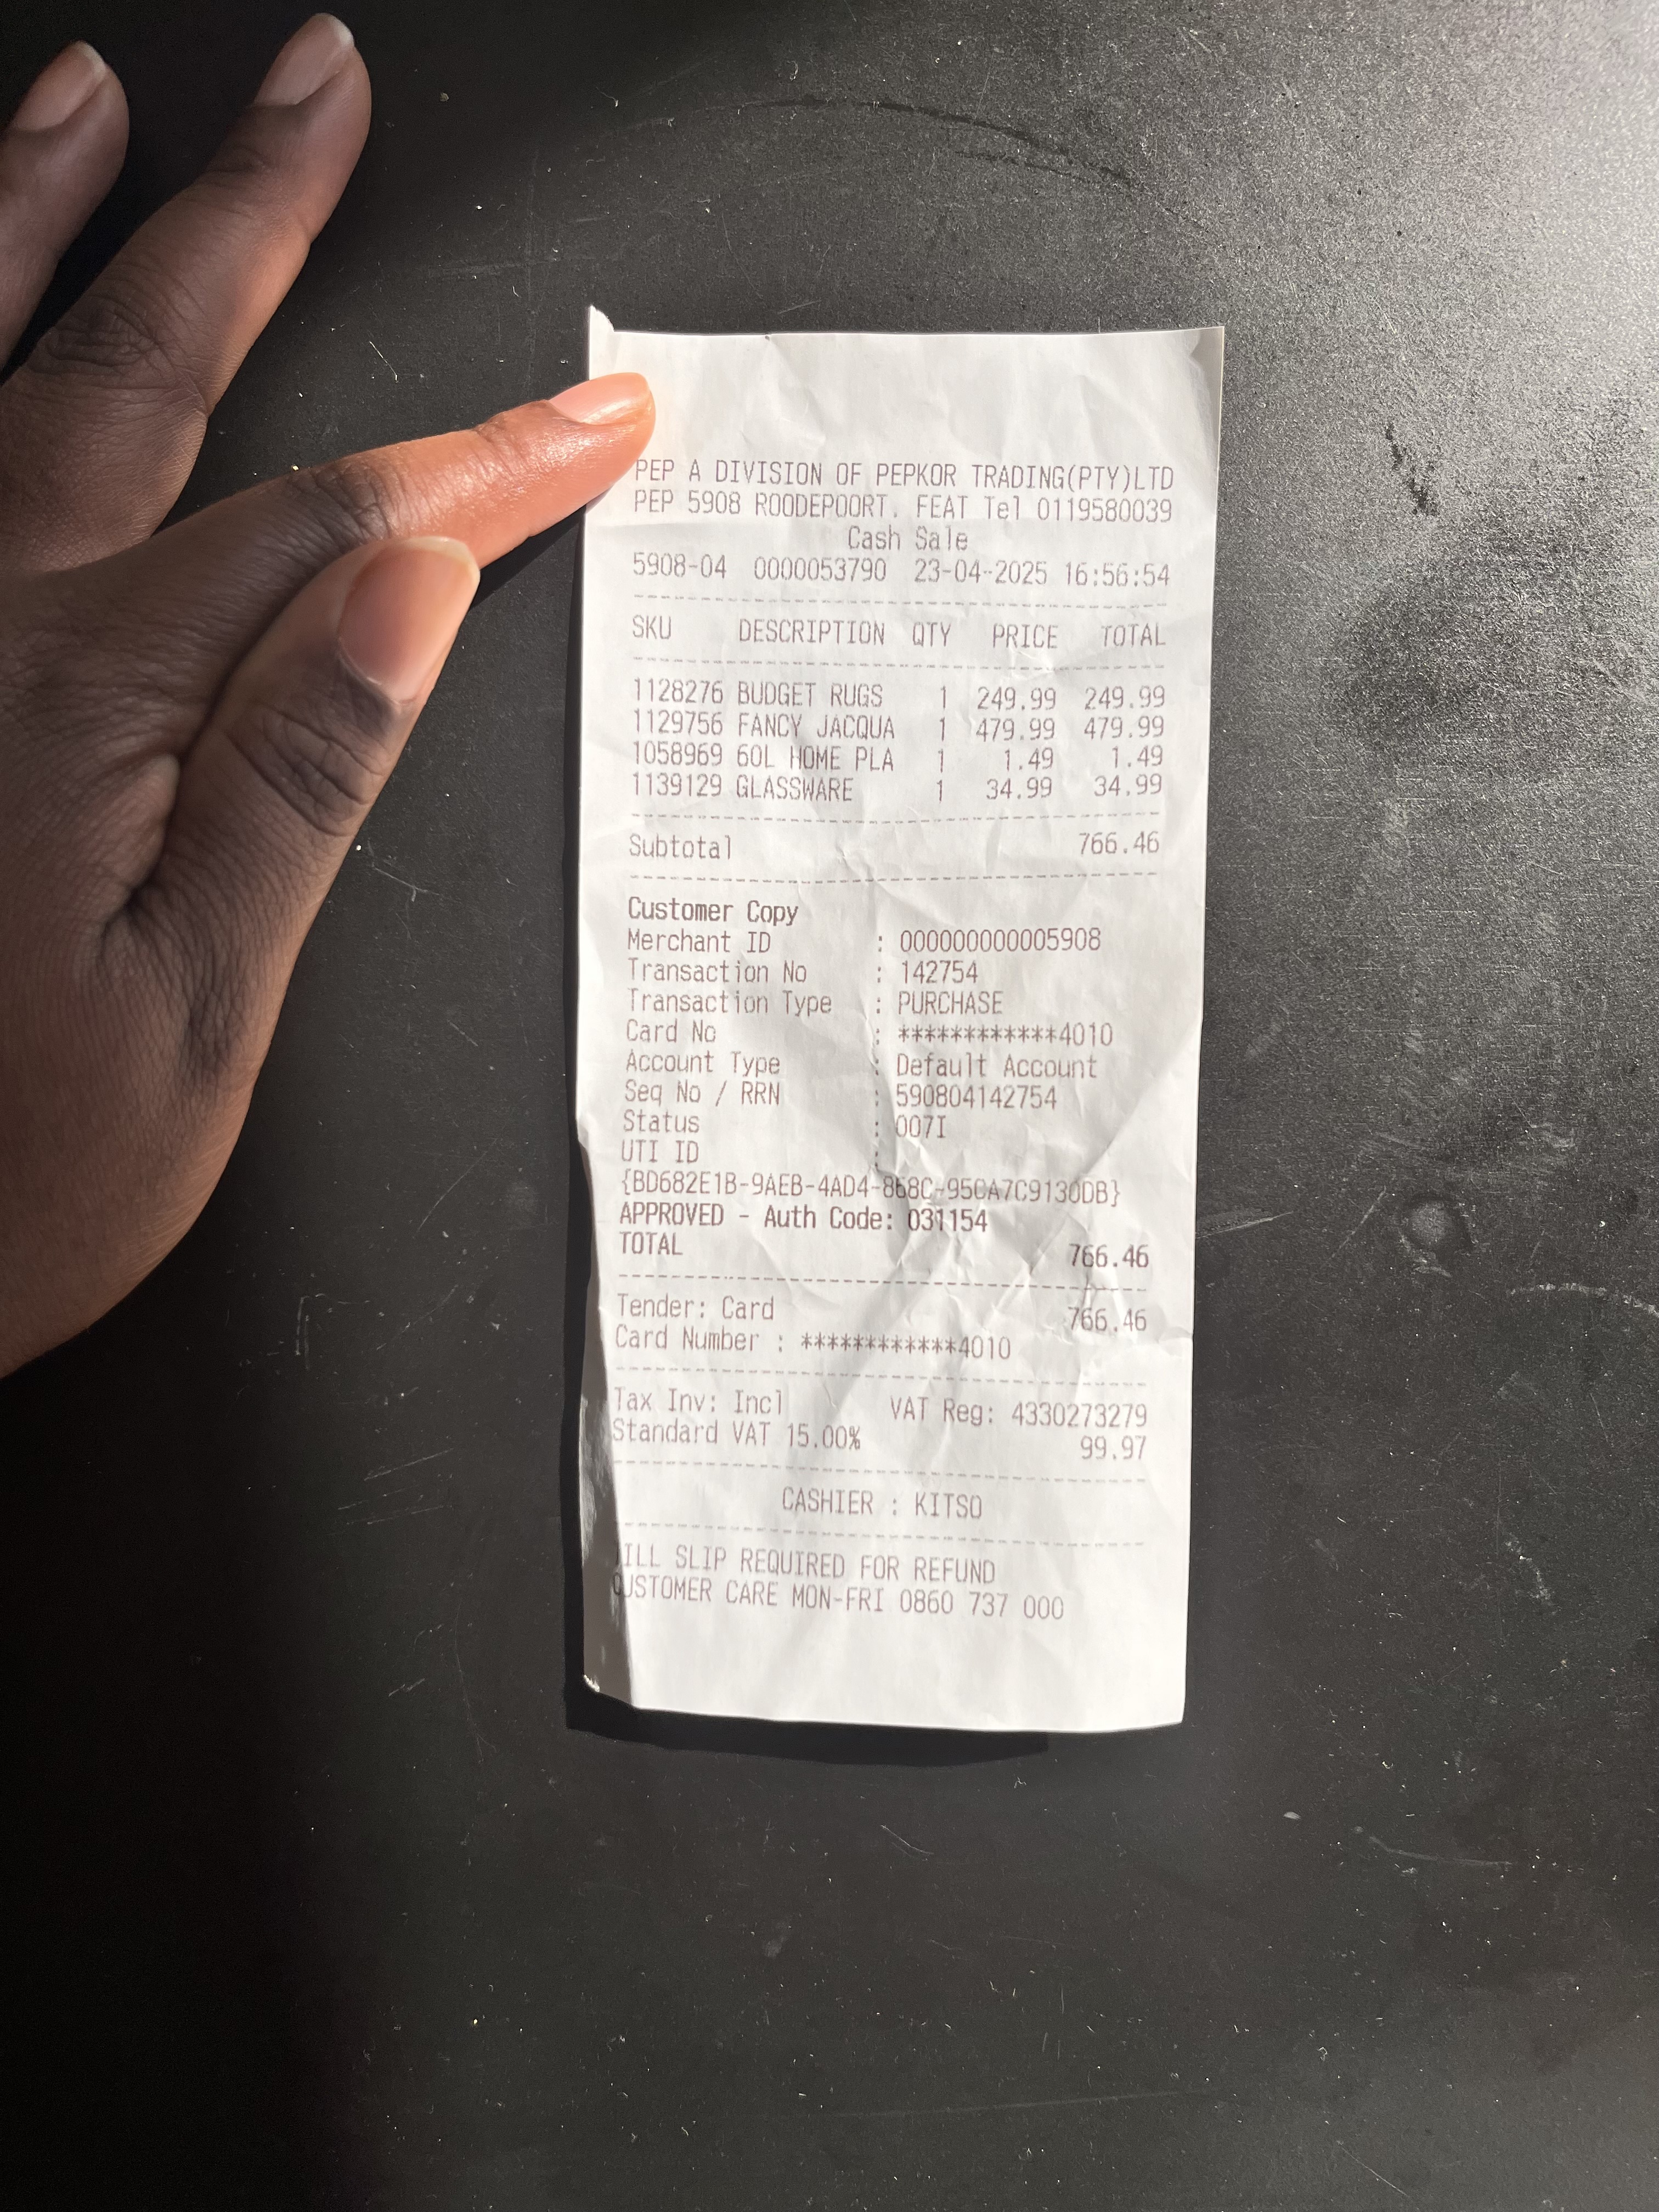 PEP A DIVISION OF PEPKOR TRADING(PTY)LTD
PEP 5908 ROODEPOORT. FEAT Tel 0119580039
Cash Sale
5908-04 0000053790 23-04-2025 16:56:54
SKU DESCRIPTION QTY PRICE TOTAL
1128276 BUDGET RUGS 1 249.99 249.99
1129756 FANCY JACQUA 1 479.99 479.99
1058969 60L HOME PLA 1 1.49 1.49
1139129 GLASSWARE 1 34.99 34.99
Subtotal 766.46
Customer Copy
Merchant ID : 000000000005908
Transaction No : 142754
Transaction Type : PURCHASE
Card No : ************4010
Account Type : Default Account
Seq No / RRN : 590804142754
Status : 007I
UTI ID :
{BD682E1B-9AEB-4AD4-868C-95CA7C9130DB}
APPROVED - Auth Code: 031154
TOTAL 766.46
Tender: Card 766.46
Card Number : ************4010
Tax Inv: Incl VAT Reg: 4330273279
Standard VAT 15.00% 99.97
CASHIER : KITSO
TILL SLIP REQUIRED FOR REFUND
CUSTOMER CARE MON-FRI 0860 737 000